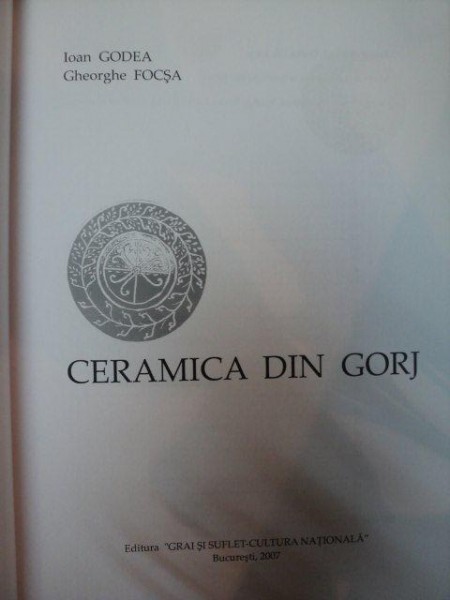 Ioan GODEA
Gheorghe FOCŞA
CERAMICA DIN GORJ
Editura "GRAI ŞI SUFLET-CULTURA NAŢIONALĂ"
Bucureşti, 2007